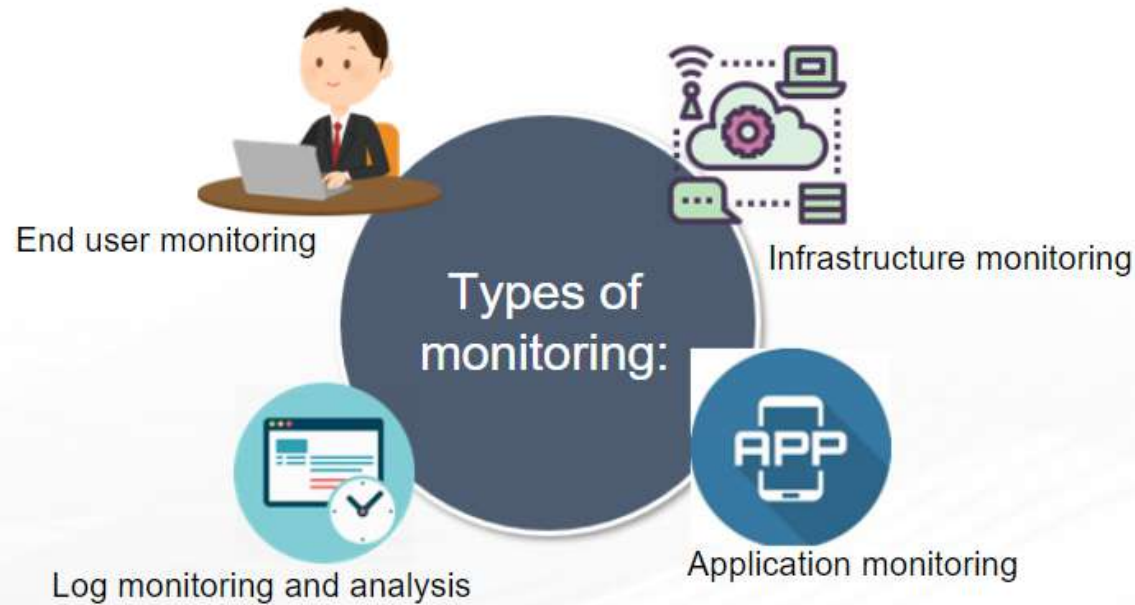 End user monitoring
Infrastructure monitoring
Types of
monitoring:
APP
Log monitoring and analysis
Application monitoring